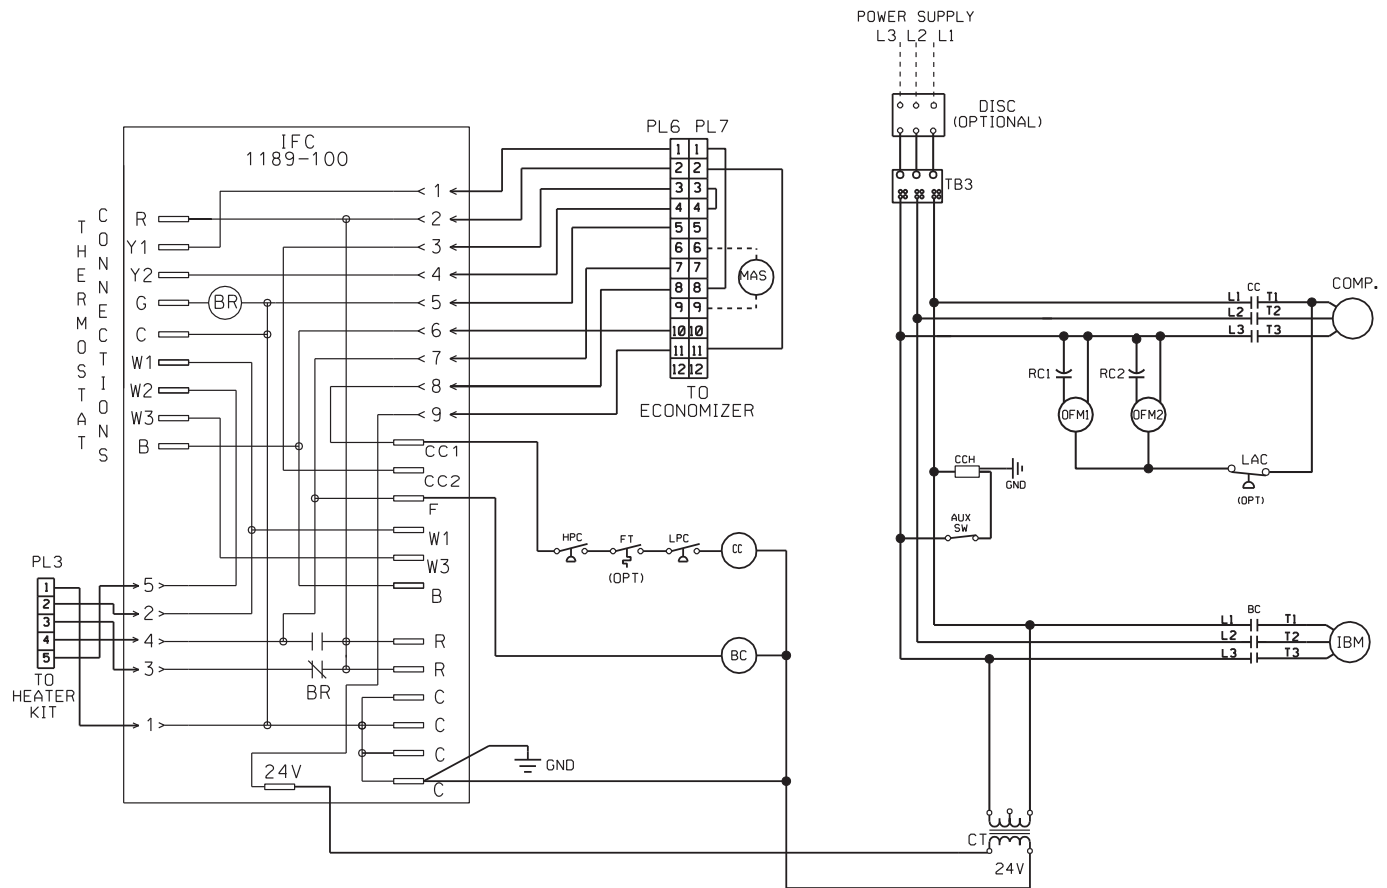 POWER SUPPLY
L3 L2 L1
DISC
(OPTIONAL)
TB3
IFC
1189-100
THERMOSTAT
CONNECTIONS
R
Y1
Y2
G
BR
C
W1
W2
W3
B
1
2
3
4
5
6
7
8
9
CC1
CC2
F
W1
W3
B
R
R
C
C
C
C
5
2
4
3
1
BR
24V
GND
PL3
1
2
3
4
5
TO
HEATER
KIT
PL6 PL7
1 1
2 2
3 3
4 4
5 5
6 6
7 7
8 8
9 9
10 10
11 11
12 12
TO
ECONOMIZER
MAS
HPC
FT
(OPT)
LPC
CC
BC
L1 CC T1
L2 T2
L3 T3
COMP.
RC1
RC2
OFM1
OFM2
LAC
(OPT)
CCH
GND
AUX
SW
L1 BC T1
L2 T2
L3 T3
IBM
CT
24V